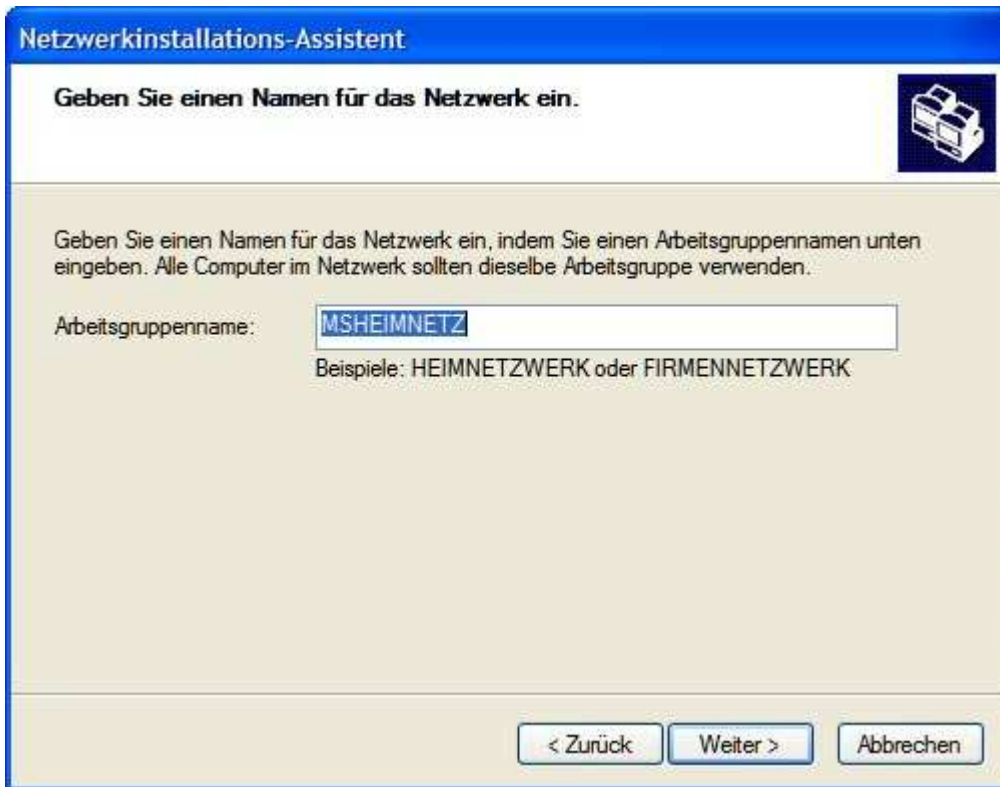 Netzwerkinstallations-Assistent
Geben Sie einen Namen für das Netzwerk ein.
Geben Sie einen Namen für das Netzwerk ein, indem Sie einen Arbeitsgruppennamen unten
eingeben. Alle Computer im Netzwerk sollten dieselbe Arbeitsgruppe verwenden.
Arbeitsgruppenname: MSHEIMNETZ
Beispiele: HEIMNETZWERK oder FIRMENNETZWERK
< Zurück Weiter > Abbrechen